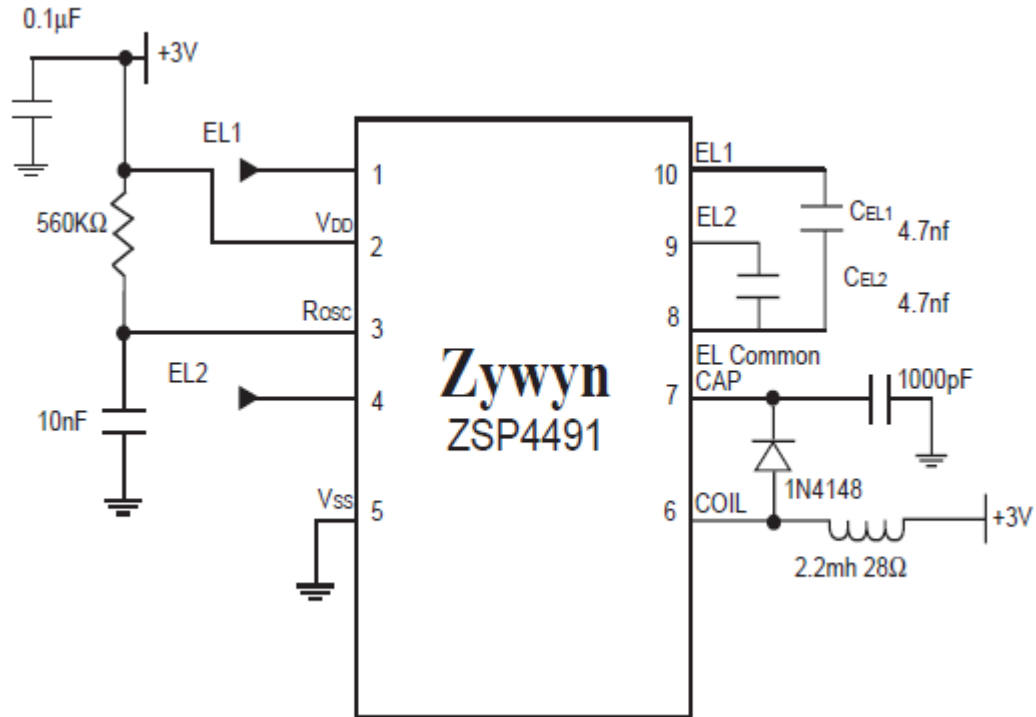 0.1µF
+3V
EL1
1
10
EL1
560KΩ
VDD
2
EL2
9
CEL1
4.7nf
CEL2
4.7nf
ROSC
3
8
EL Common
EL2
4
Zywyn
ZSP4491
7
CAP
1000pF
10nF
1N4148
VSS
5
6
COIL
+3V
2.2mh 28Ω